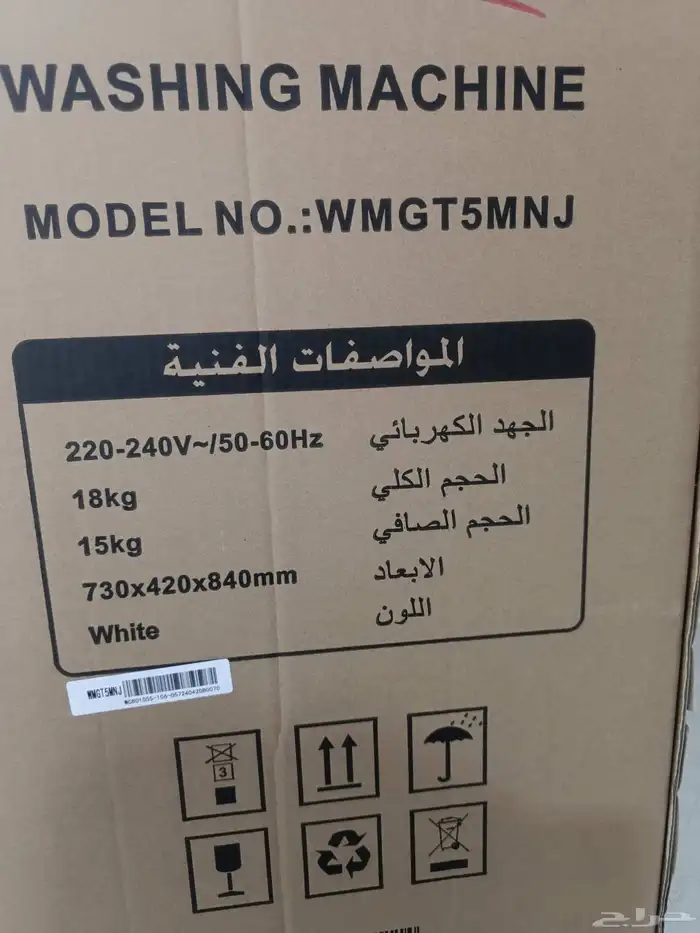 WASHING MACHINE
MODEL NO.:WMGT5MNJ
المواصفات الفنية
الجهد الكهربائي 220-240V~/50-60Hz
الحجم الكلي 18kg
الحجم الصافي 15kg
الابعاد 730x420x840mm
اللون White
WMGT5MNJ
3
حراج